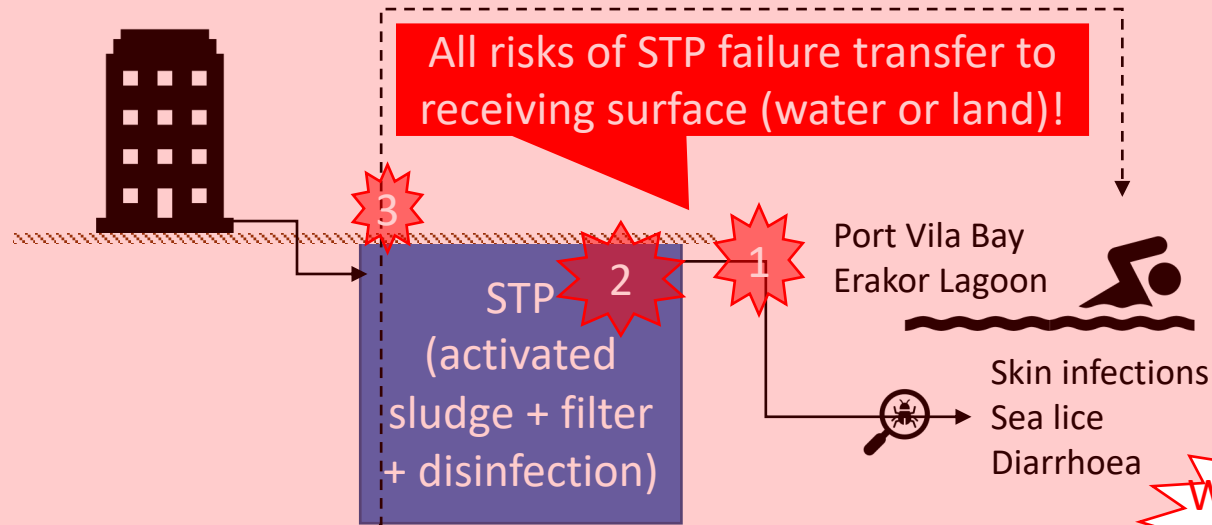 All risks of STP failure transfer to
receiving surface (water or land)!
3
2
1
Port Vila Bay
Erakor Lagoon
STP
(activated
sludge + filter
+ disinfection)
Skin infections
Sea lice
Diarrhoea